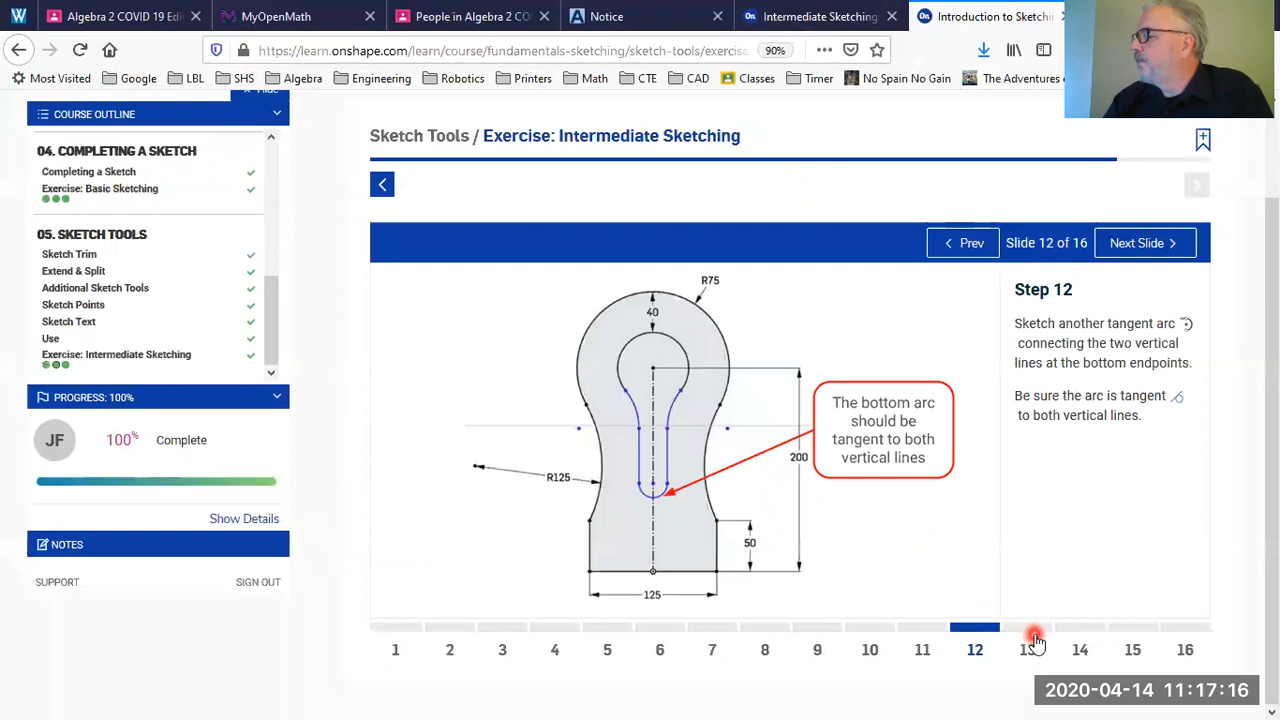 Algebra 2 COVID 19 Edi
MyOpenMath
People in Algebra 2 CO
Notice
Intermediate Sketching
Introduction to Sketchi
https://learn.onshape.com/learn/course/fundamentals-sketching/sketch-tools/exercise
90%
Most Visited
Google
LBL
SHS
Algebra
Engineering
Robotics
Printers
Math
CTE
CAD
Classes
Timer
No Spain No Gain
The Adventures
COURSE OUTLINE
04. COMPLETING A SKETCH
Completing a Sketch
Exercise: Basic Sketching
05. SKETCH TOOLS
Sketch Trim
Extend & Split
Additional Sketch Tools
Sketch Points
Sketch Text
Use
Exercise: Intermediate Sketching
PROGRESS: 100%
JF
100% Complete
Show Details
NOTES
SUPPORT
SIGN OUT
Sketch Tools / Exercise: Intermediate Sketching
Prev
Slide 12 of 16
Next Slide
R75
40
R125
200
50
125
The bottom arc
should be
tangent to both
vertical lines
Step 12
Sketch another tangent arc
connecting the two vertical
lines at the bottom endpoints.
Be sure the arc is tangent
to both vertical lines.
1 2 3 4 5 6 7 8 9 10 11 12 13 14 15 16
2020-04-14 11:17:16